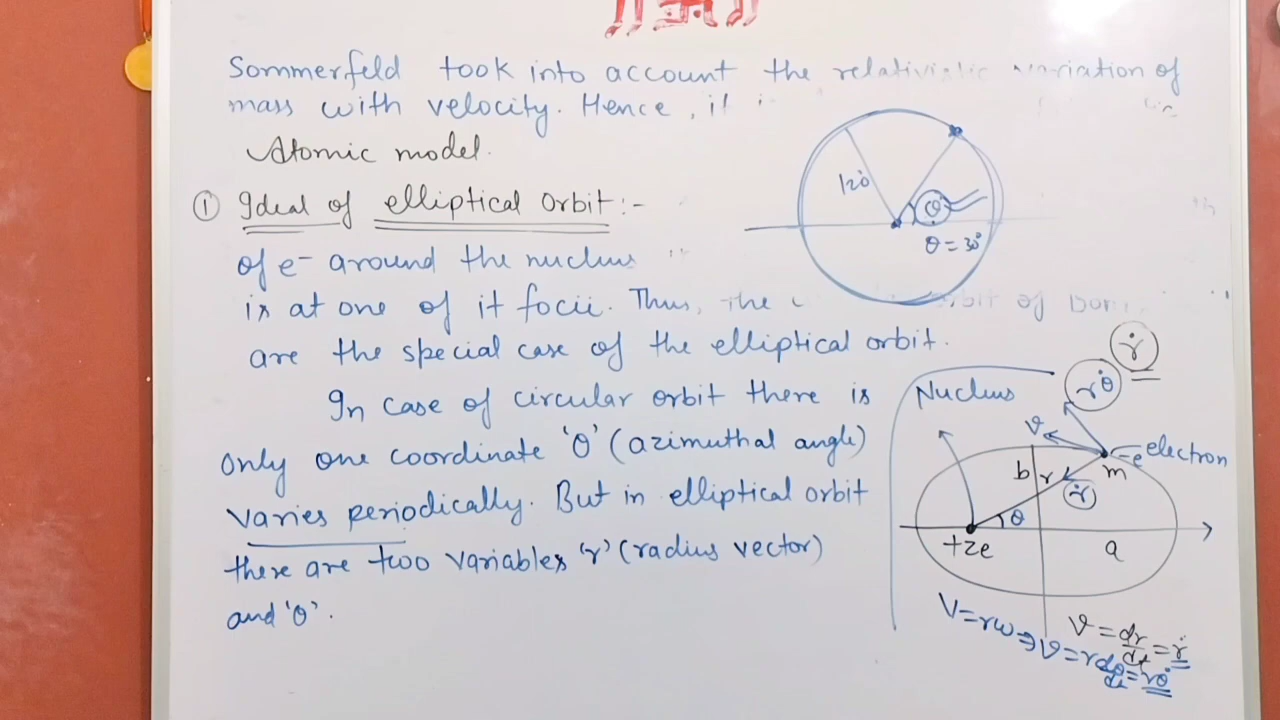 Sommerfeld took into account the relativistic variation of
mass with velocity. Hence, it
Atomic model.
① Ideal of elliptical Orbit:-
of e- around the nucleus
is at one of it focii. Thus, the orbit of
are the special case of the elliptical orbit.
In case of circular orbit there is
only one coordinate 'θ' (azimuthal angle)
varies periodically. But in elliptical orbit
there are two variables 'r' (radius vector)
and 'θ'.
120°
θ
θ = 30°
ṙ
rθ̇
Nucleus
v
-e electron
b
r
m
ṙ
θ
+ze
a
V = rω ⇒ v = r dθ/dt = rθ̇
v = dr/dt = ṙ